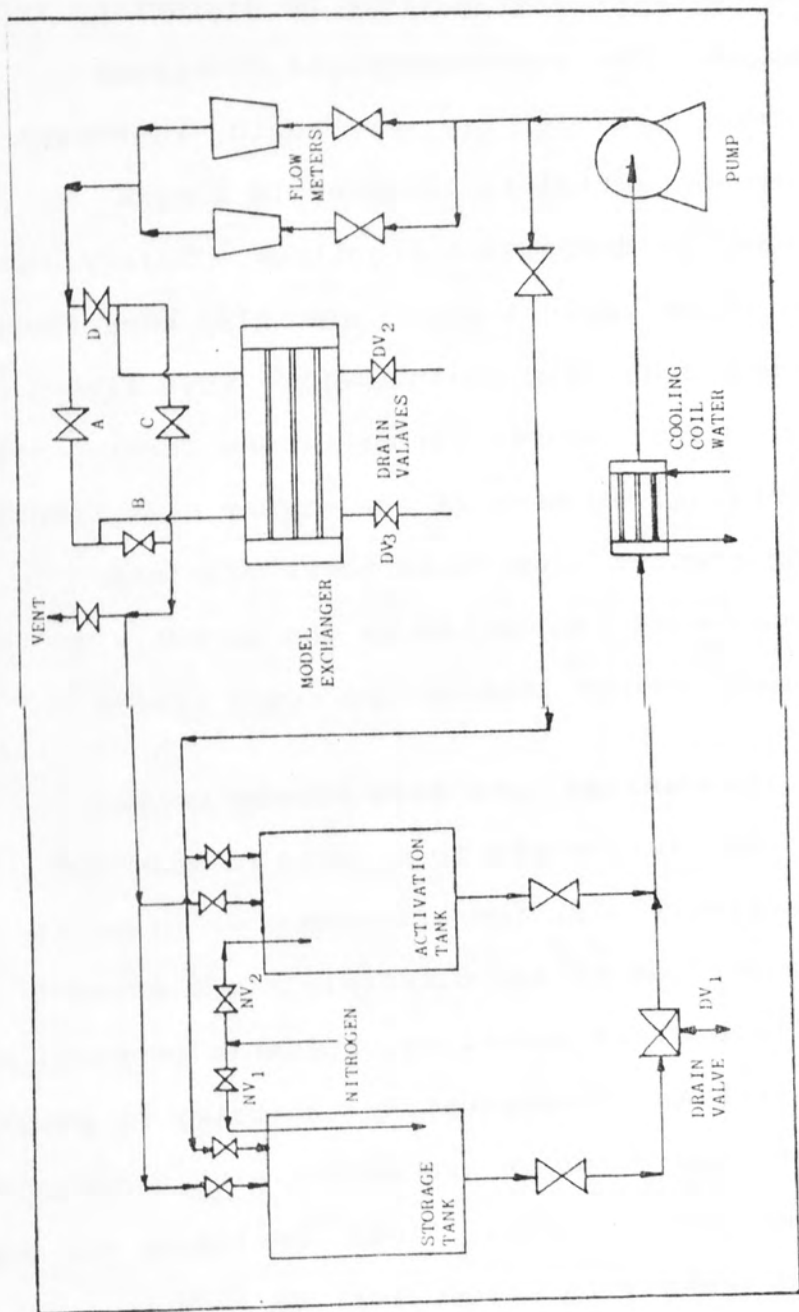 VENT
A
D
B
C
FLOW
METERS
MODEL
EXCHANGER
DV3
DRAIN
VALAVES
DV2
PUMP
COOLING
COIL
WATER
NV1
NV2
NITROGEN
STORAGE
TANK
ACTIVATION
TANK
DRAIN
VALVE
DV1